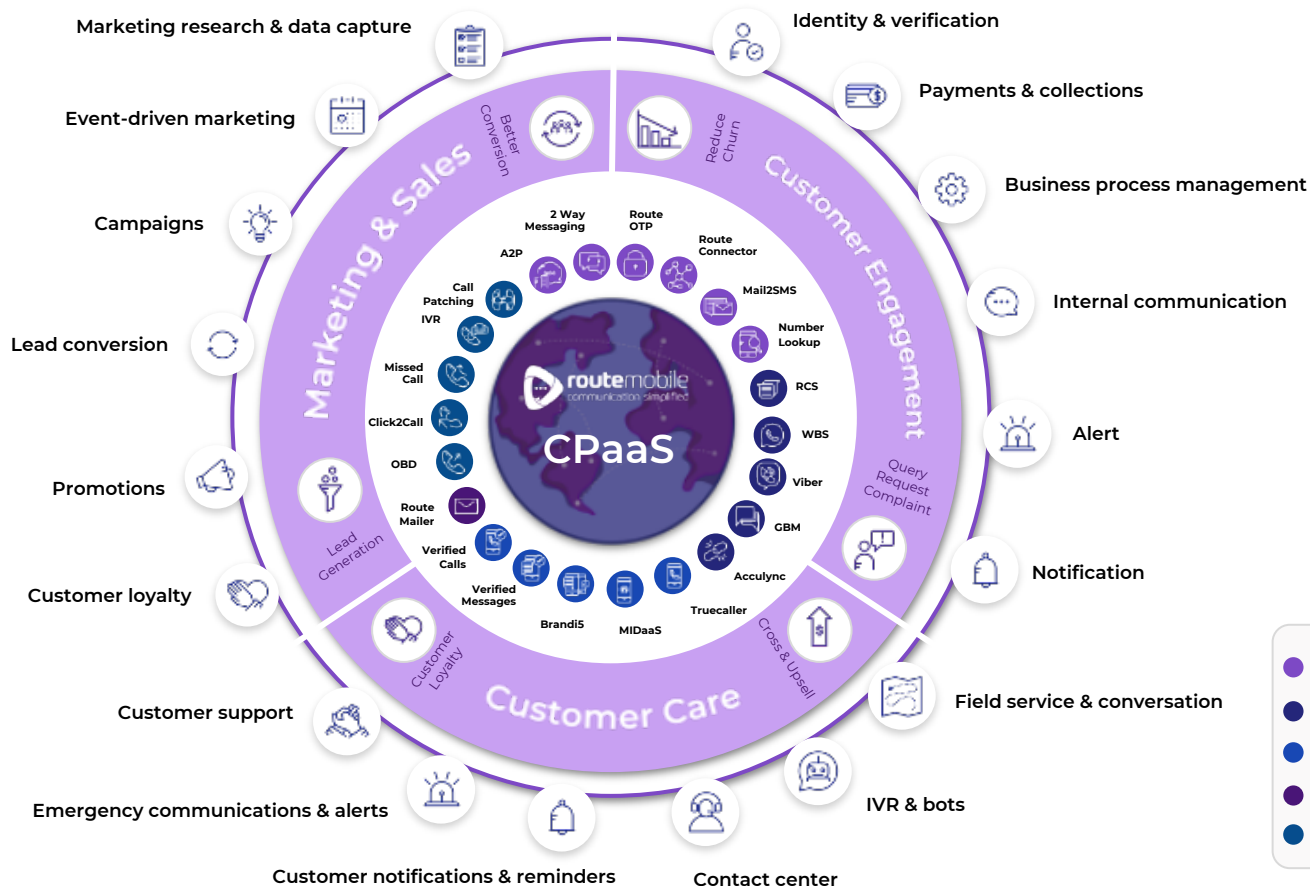 Marketing research & data capture
Identity & verification
Payments & collections
Event-driven marketing
Business process management
Campaigns
Internal communication
Lead conversion
Alert
Promotions
Notification
Customer loyalty
Field service & conversation
Customer support
IVR & bots
Emergency communications & alerts
Customer notifications & reminders
Contact center
Marketing & Sales
Better
Conversion
Lead
Generation
Customer Engagement
Reduce
Churn
Query
Request
Complaint
Customer Care
Customer
Loyalty
Cross & Upsell
2 Way
Messaging
Route
OTP
Route
Connector
Mail2SMS
Number
Lookup
RCS
WBS
Viber
GBM
Acculync
Truecaller
MIDaaS
Brandi5
Verified
Messages
Verified
Calls
Route
Mailer
OBD
Click2Call
Missed
Call
IVR
Call
Patching
A2P
routemobile
communication simplified
CPaaS